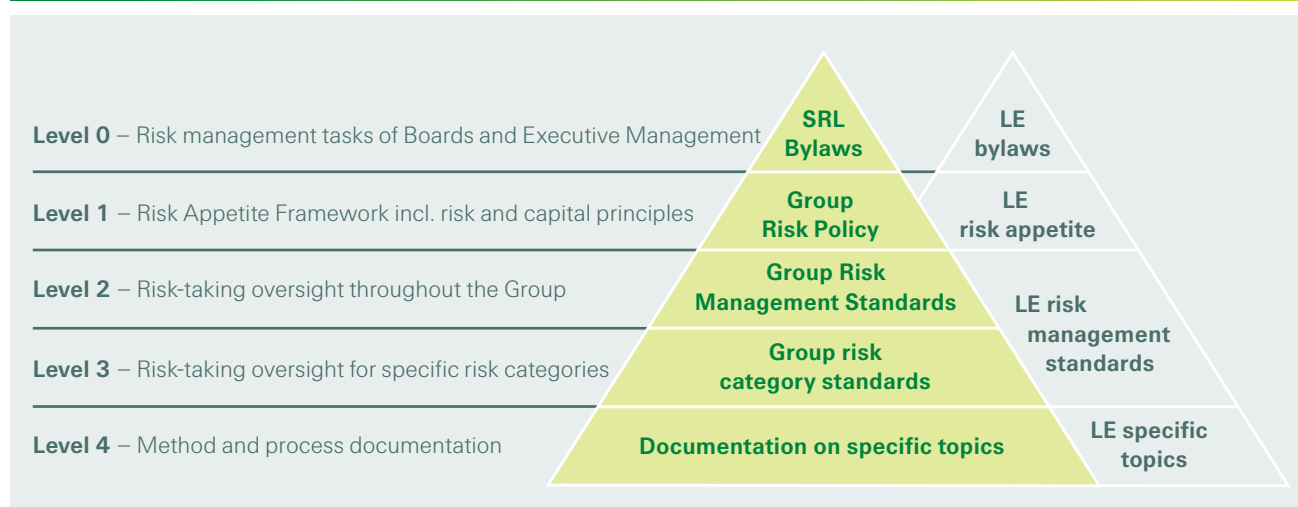 Level 0 – Risk management tasks of Boards and Executive Management
SRL
Bylaws
LE
bylaws
Level 1 – Risk Appetite Framework incl. risk and capital principles
Group
Risk Policy
LE
risk appetite
Level 2 – Risk-taking oversight throughout the Group
Group Risk
Management Standards
LE risk
management
standards
Level 3 – Risk-taking oversight for specific risk categories
Group risk
category standards
Level 4 – Method and process documentation
Documentation on specific topics
LE specific
topics